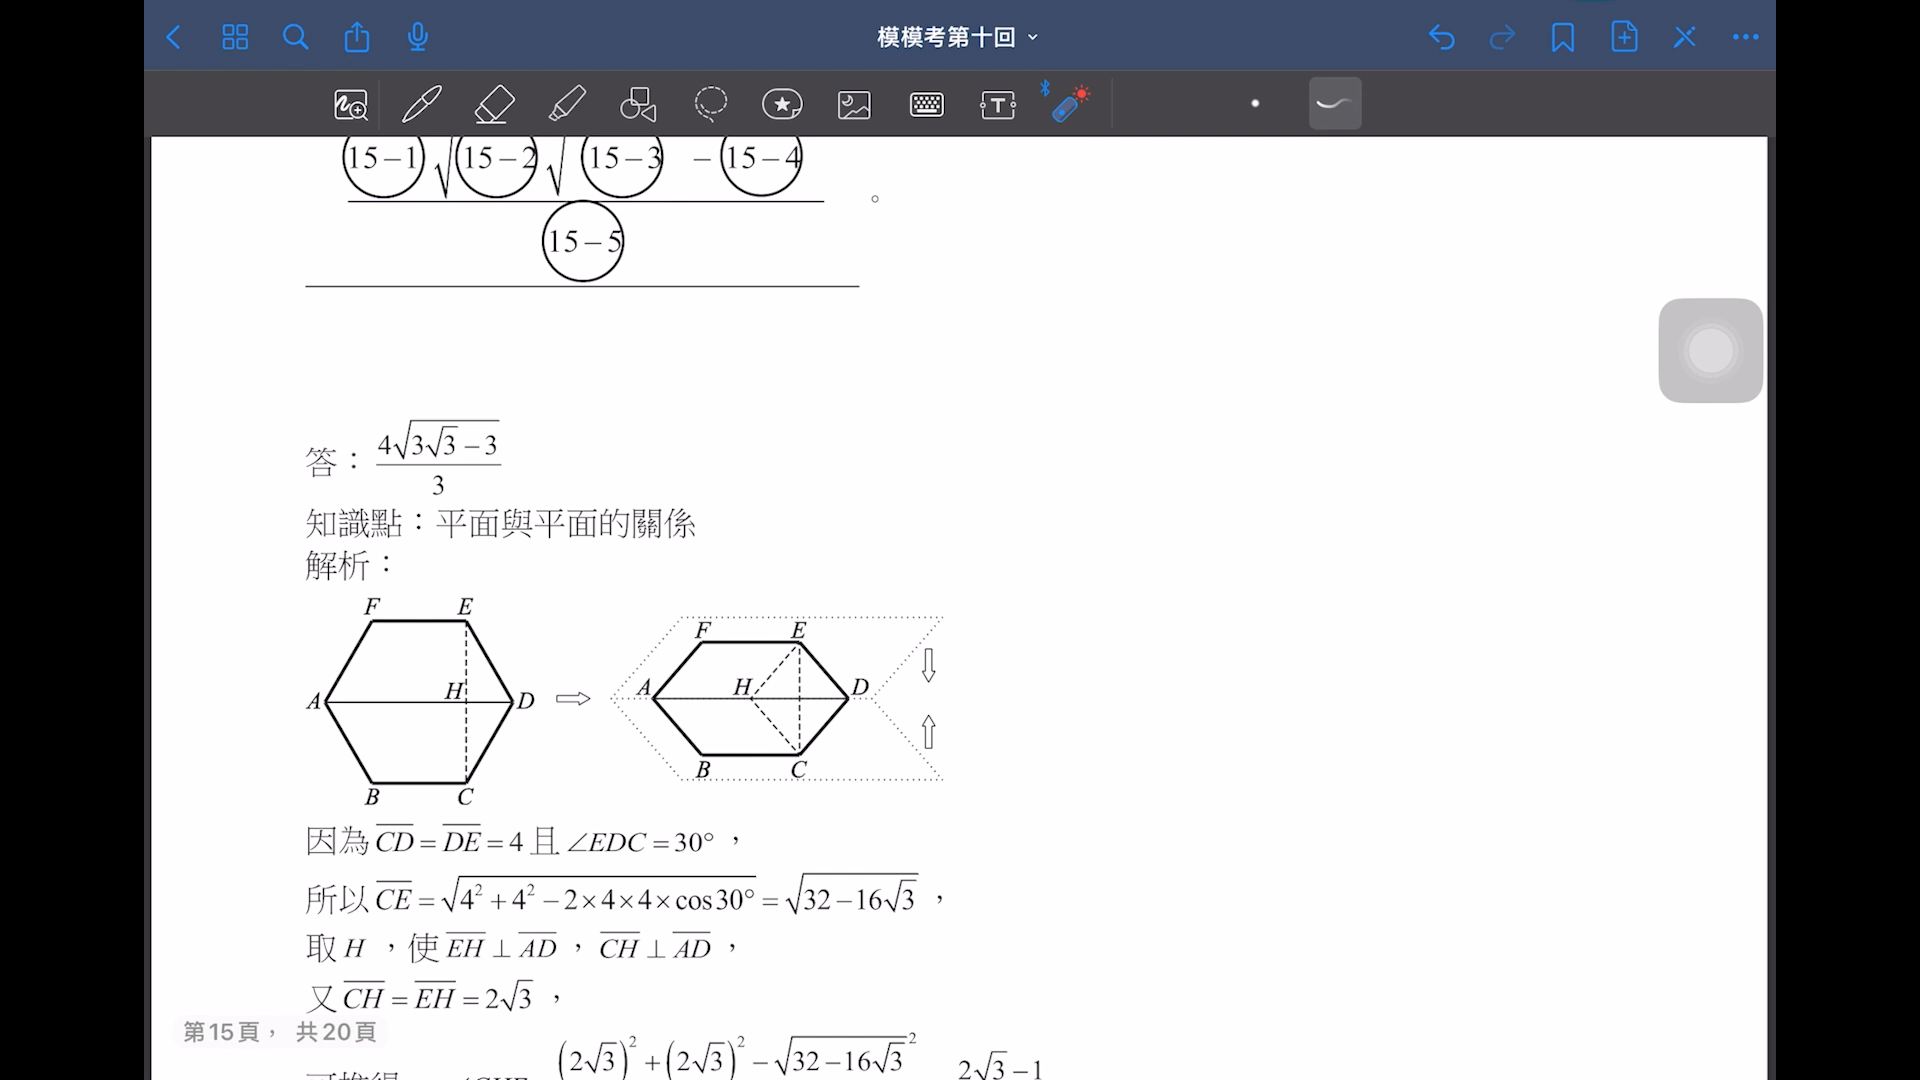 模模考第十回
15-1 √ 15-2 √ 15-3 - 15-4
。
15-5
答： 4√(3√3-3)
3
知識點：平面與平面的關係
解析：
F E
A H D
B C
F E
A H D
B C
因為 CD = DE = 4 且 ∠EDC = 30°，
所以 CE = √(4²+4²-2×4×4×cos30°) = √(32-16√3)，
取 H ，使 EH ⊥ AD ， CH ⊥ AD ，
又 CH = EH = 2√3 ，
第15頁， 共20頁
(2√3)² + (2√3)² - √(32-16√3)² 2√3-1